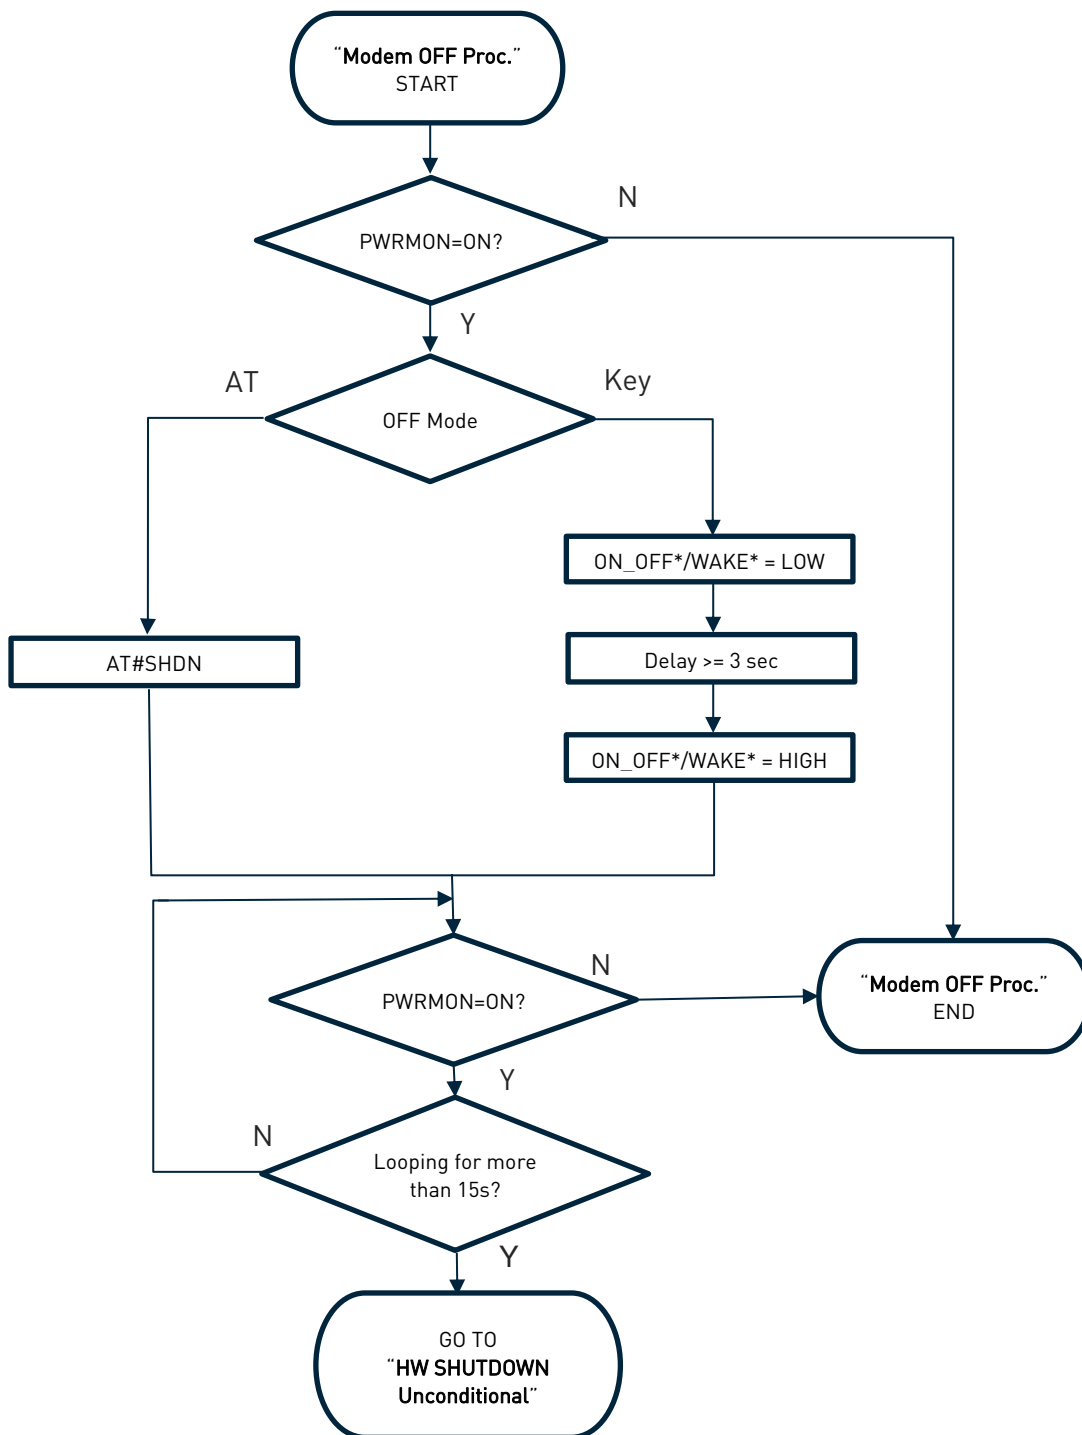 “Modem OFF Proc.”
START
N
PWRMON=ON?
Y
AT
Key
OFF Mode
ON_OFF*/WAKE* = LOW
AT#SHDN
Delay >= 3 sec
ON_OFF*/WAKE* = HIGH
N
PWRMON=ON?
“Modem OFF Proc.”
END
Y
N
Looping for more
than 15s?
Y
GO TO
“HW SHUTDOWN
Unconditional”